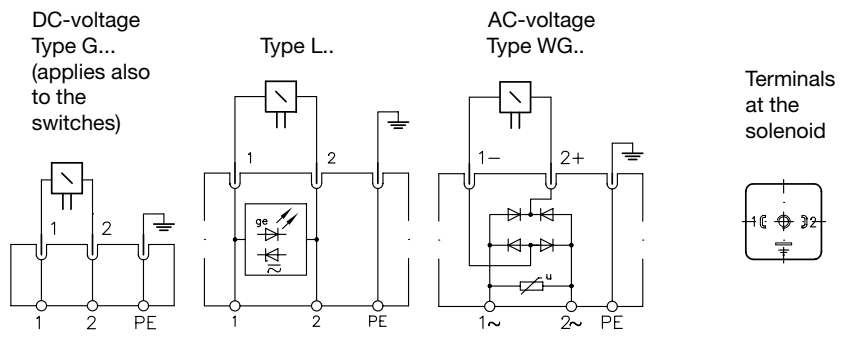 DC-voltage
Type G...
(applies also
to the
switches)
1
2
1
2
PE
Type L..
1
2
ge
1
2
PE
AC-voltage
Type WG..
1–
2+
u
1~
2~
PE
Terminals
at the
solenoid
1
2